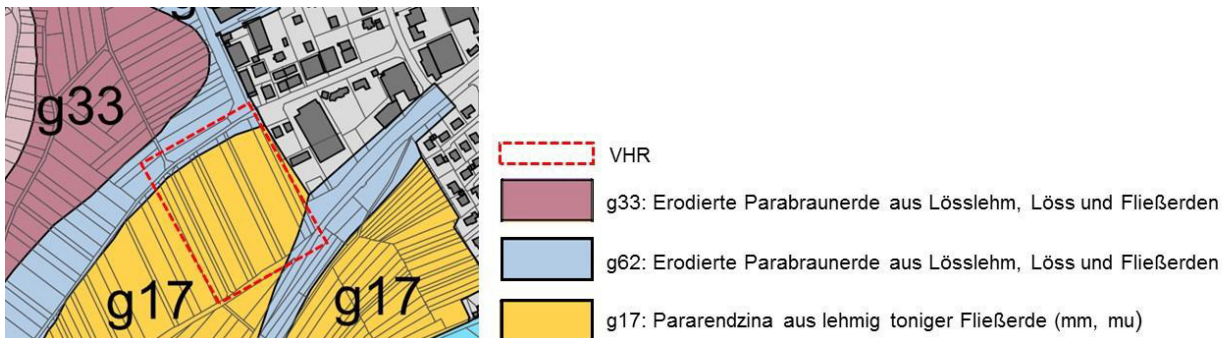 g33
g17
g17
VHR
g33: Erodierte Parabraunerde aus Lösslehm, Löss und Fließerden
g62: Erodierte Parabraunerde aus Lösslehm, Löss und Fließerden
g17: Pararendzina aus lehmig toniger Fließerde (mm, mu)